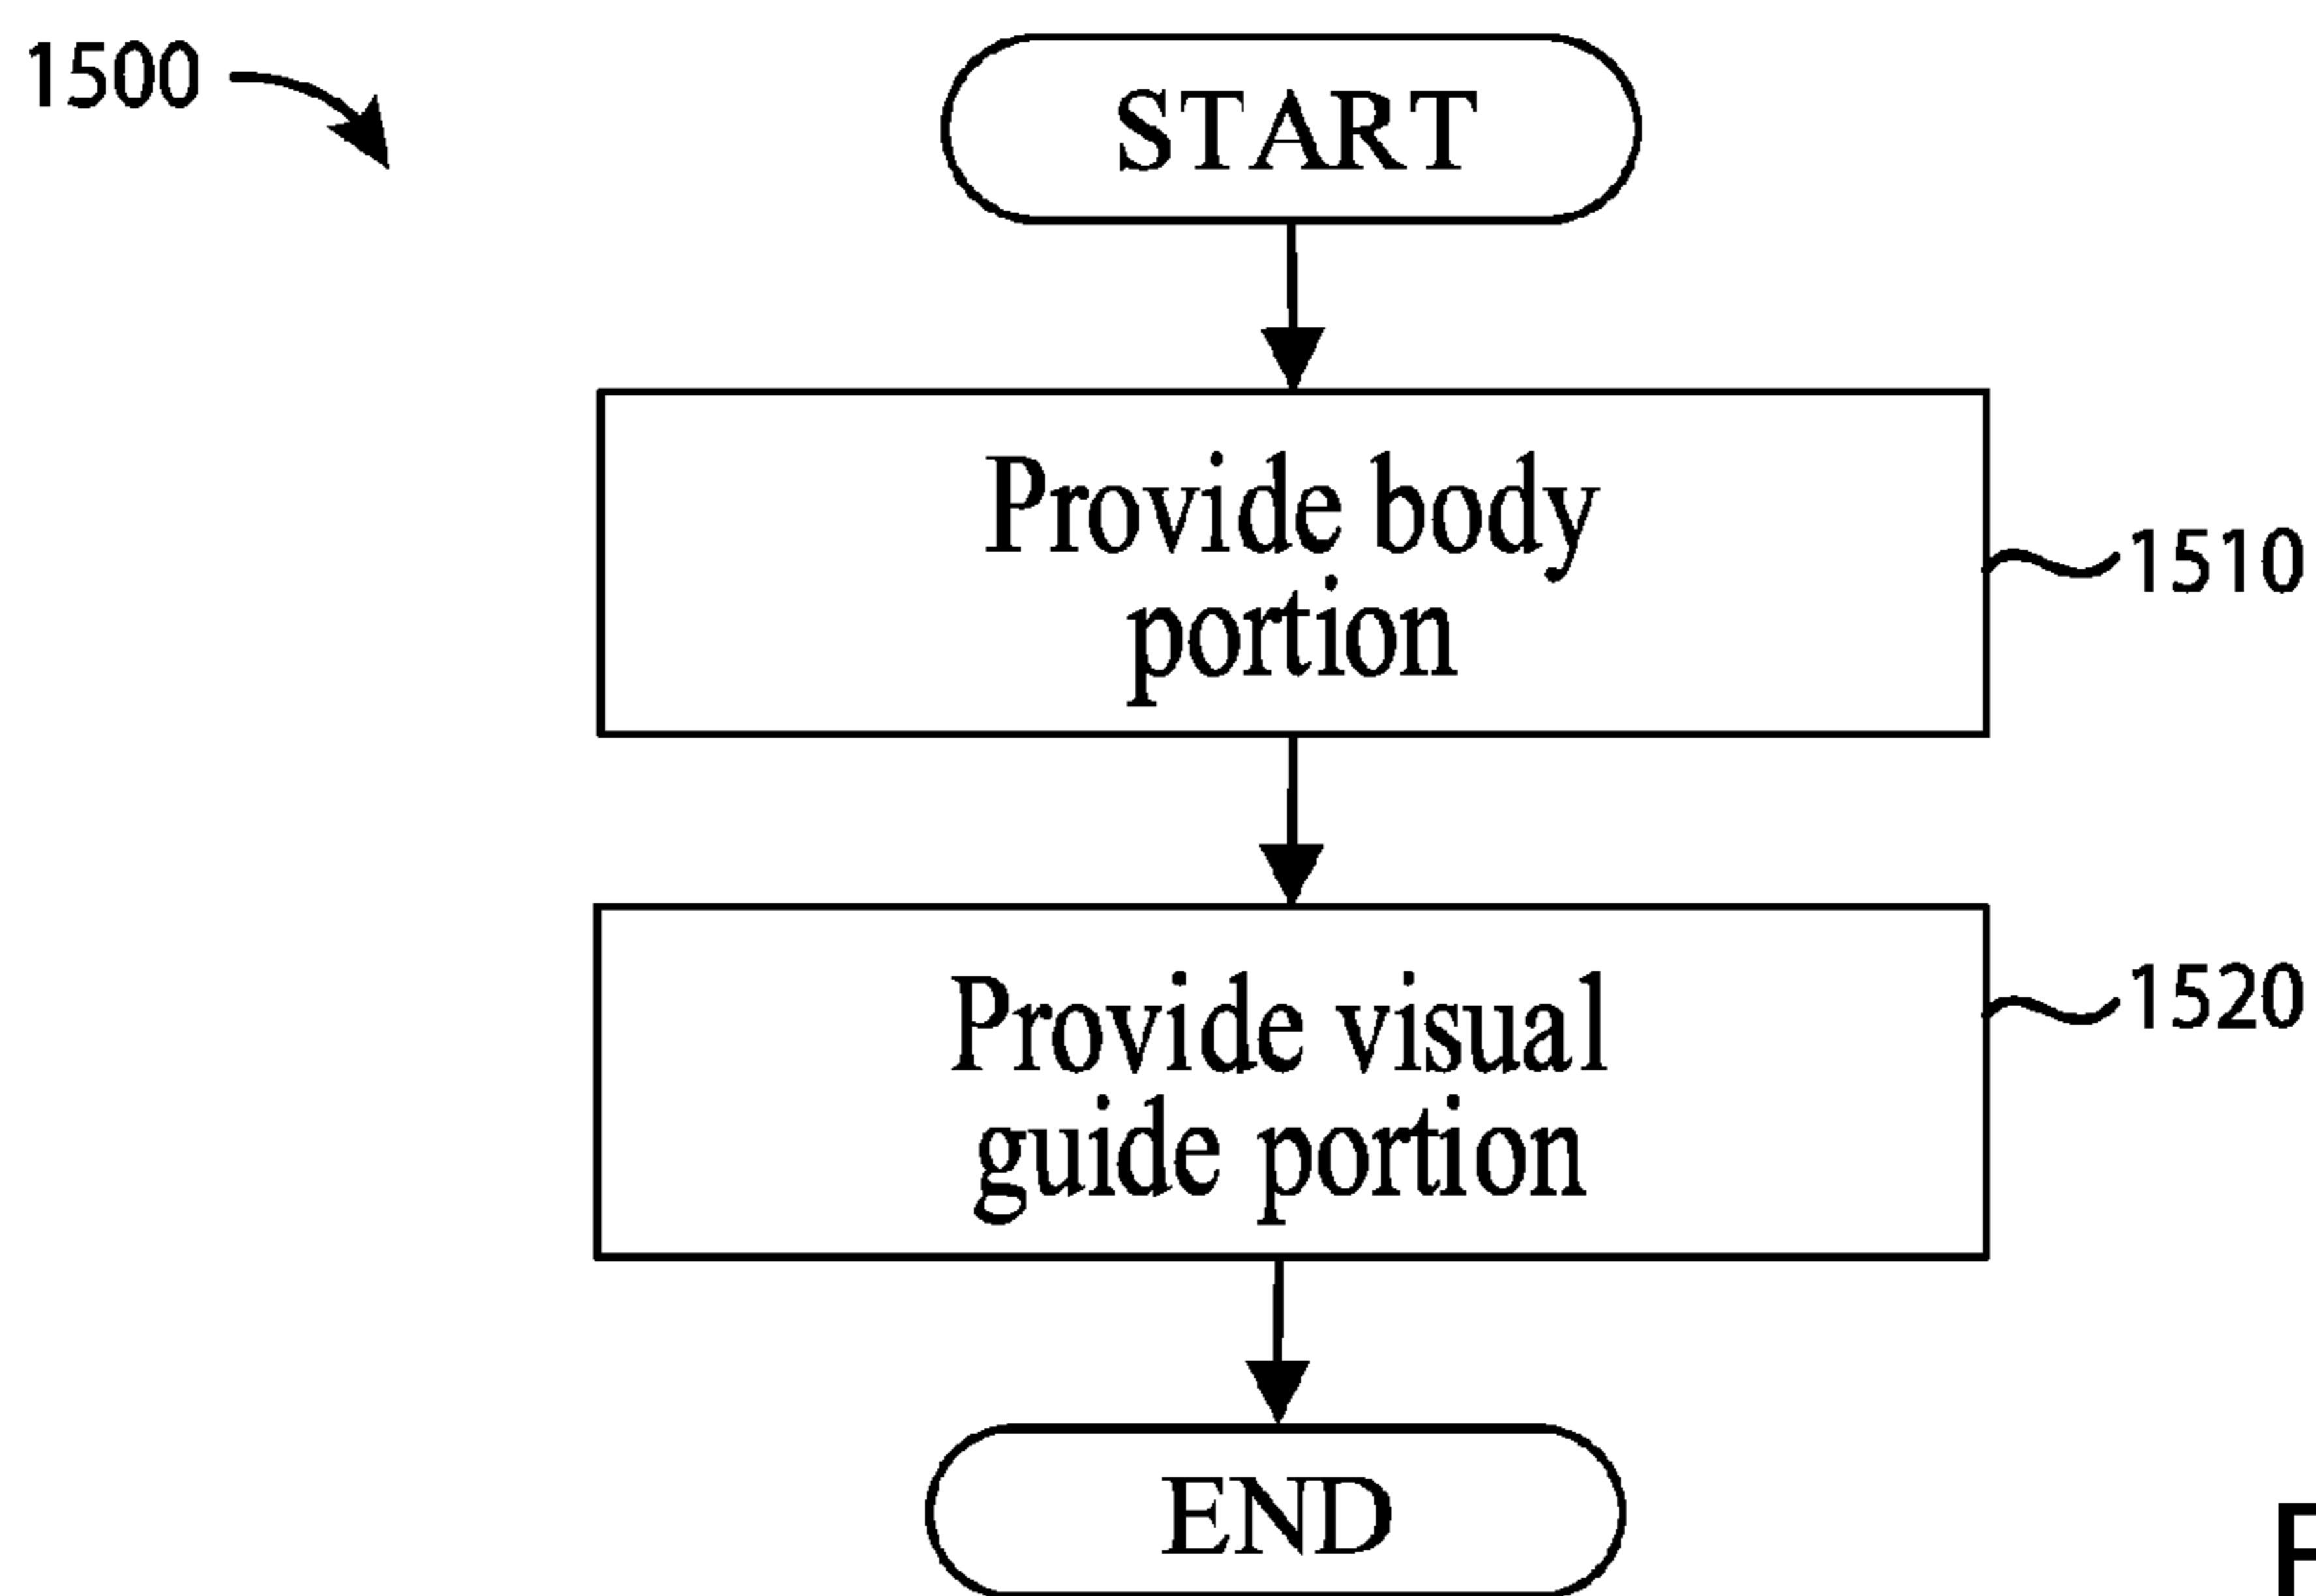 1500
START
Provide body
portion
1510
Provide visual
guide portion
1520
END